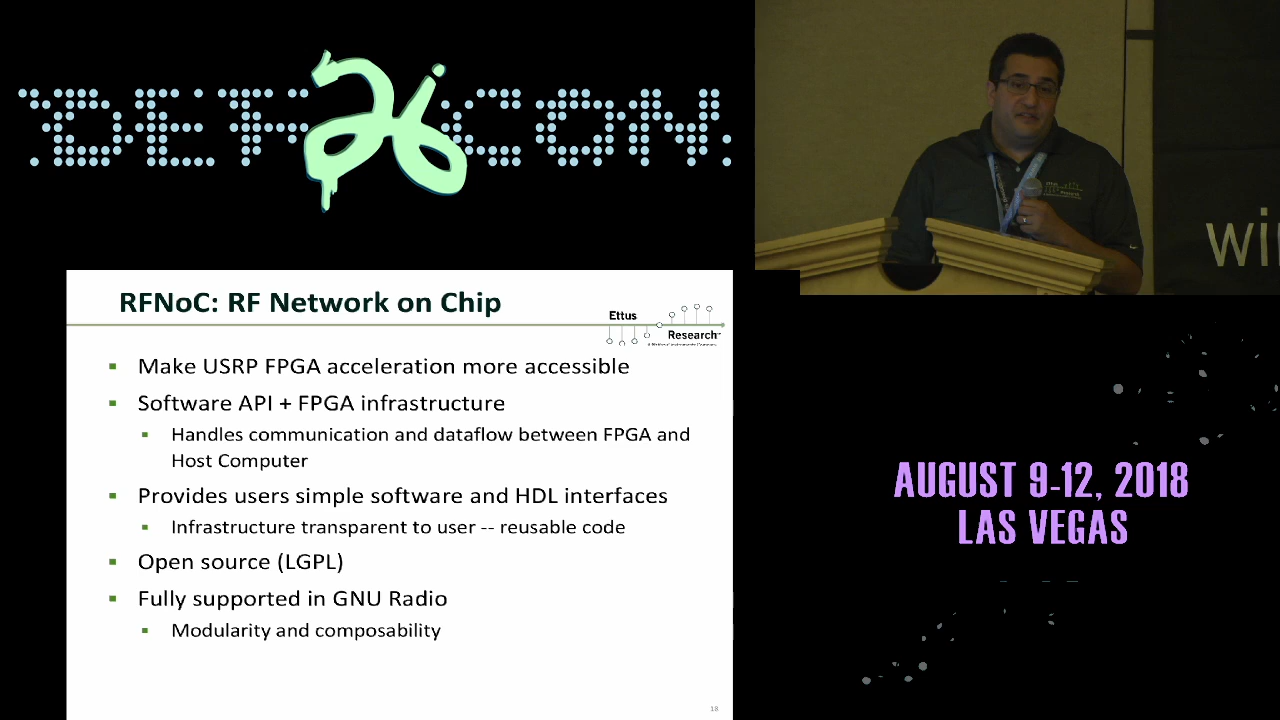 DEF CON
26
wi
RFNoC: RF Network on Chip
Ettus
Research
Make USRP FPGA acceleration more accessible
Software API + FPGA infrastructure
Handles communication and dataflow between FPGA and
Host Computer
Provides users simple software and HDL interfaces
Infrastructure transparent to user -- reusable code
Open source (LGPL)
Fully supported in GNU Radio
Modularity and composability
18
AUGUST 9-12, 2018
LAS VEGAS